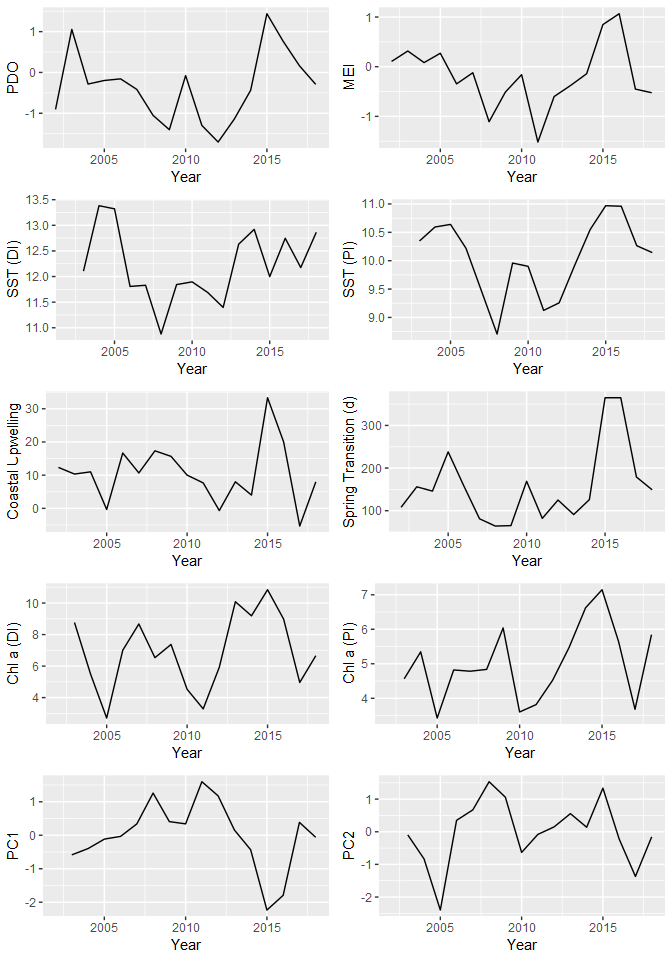 PDO
1
0
-1
2005 2010 2015
Year
MEI
1
0
-1
2005 2010 2015
Year
SST (DI)
13.5
13.0
12.5
12.0
11.5
11.0
2005 2010 2015
Year
SST (PI)
11.0
10.5
10.0
9.5
9.0
2005 2010 2015
Year
Coastal Upwelling
30
20
10
0
2005 2010 2015
Year
Spring Transition (d)
300
200
100
2005 2010 2015
Year
Chl a (DI)
10
8
6
4
2005 2010 2015
Year
Chl a (PI)
7
6
5
4
2005 2010 2015
Year
PC1
1
0
-1
-2
2005 2010 2015
Year
PC2
1
0
-1
-2
2005 2010 2015
Year